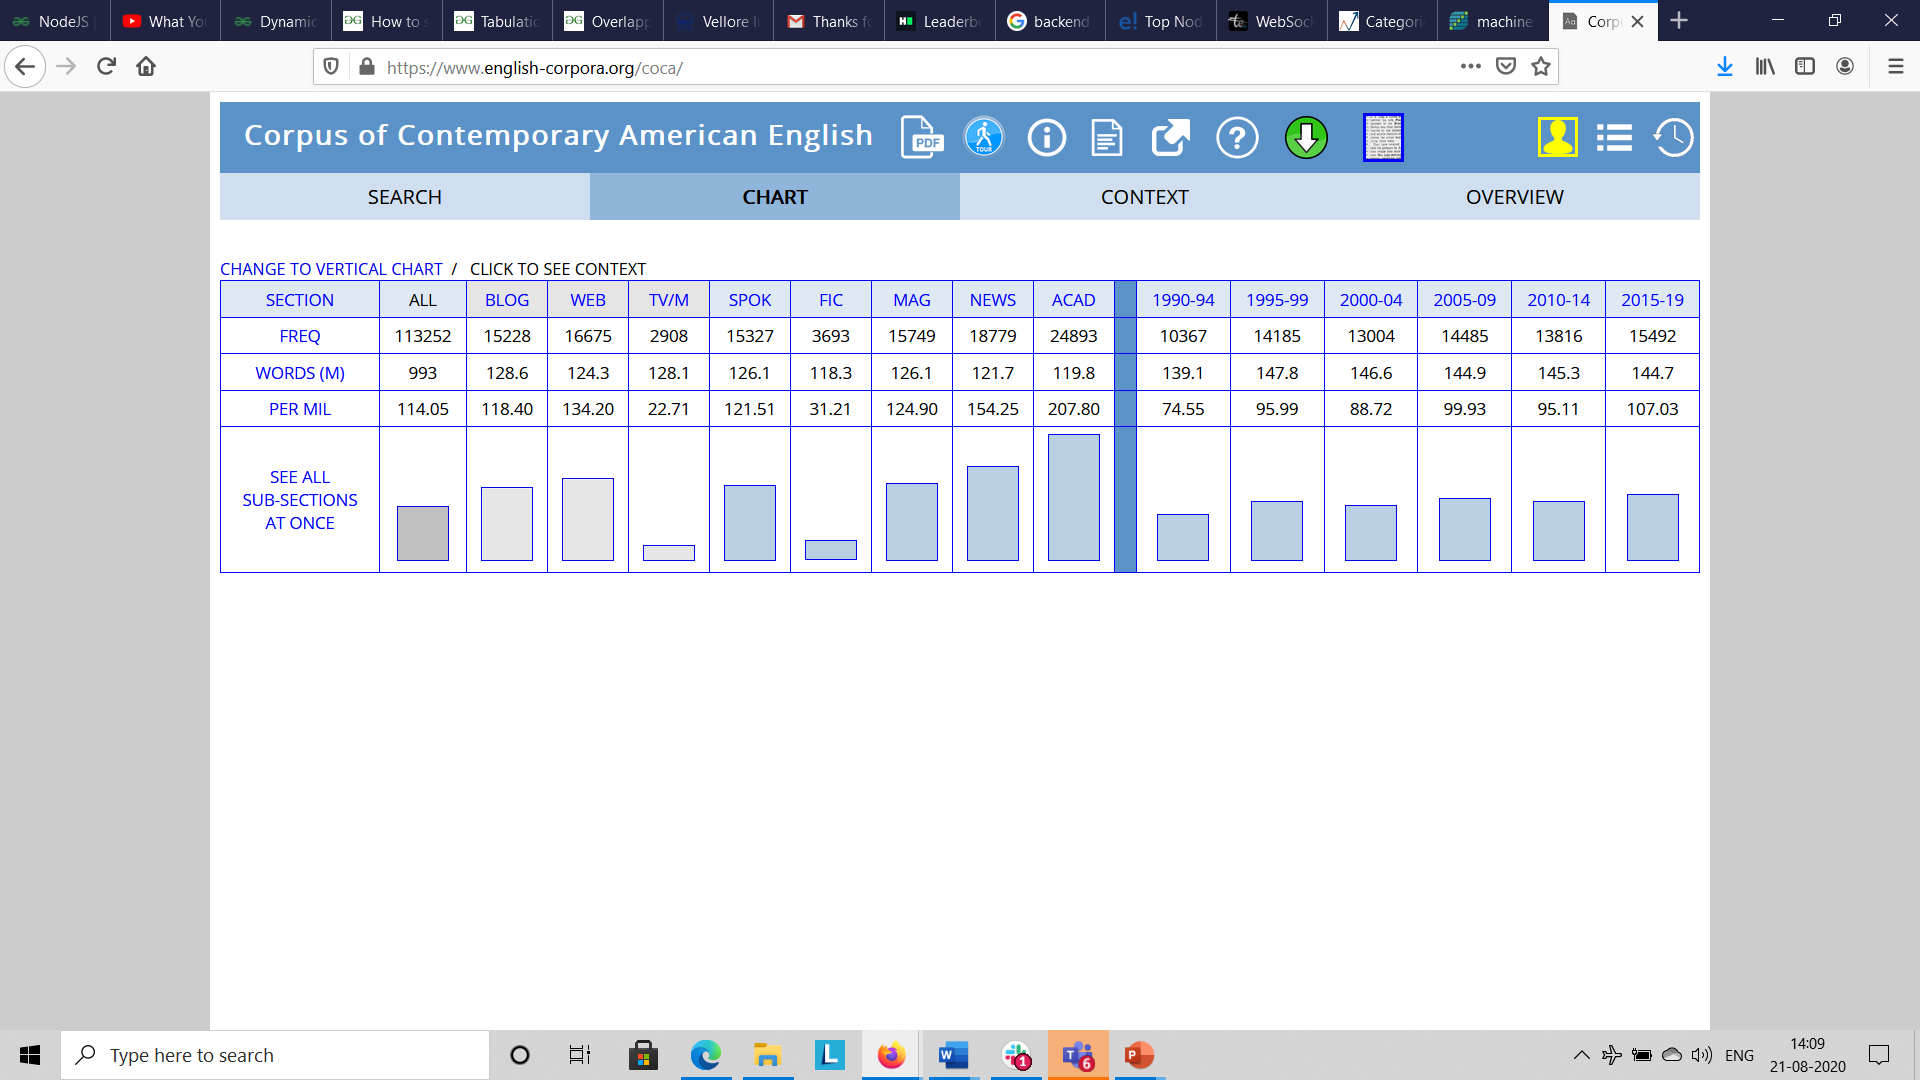 NodeJS
What Yo
Dynamic
How to
Tabulatic
Overlapp
Vellore I
Thanks f
Leaderb
backend
Top Nod
WebSoc
Categori
machine
Corp
https://www.english-corpora.org/coca/
Corpus of Contemporary American English
PDF
TOUR
SEARCH CHART CONTEXT OVERVIEW
CHANGE TO VERTICAL CHART / CLICK TO SEE CONTEXT
SECTION ALL BLOG WEB TV/M SPOK FIC MAG NEWS ACAD 1990-94 1995-99 2000-04 2005-09 2010-14 2015-19
FREQ 113252 15228 16675 2908 15327 3693 15749 18779 24893 10367 14185 13004 14485 13816 15492
WORDS (M) 993 128.6 124.3 128.1 126.1 118.3 126.1 121.7 119.8 139.1 147.8 146.6 144.9 145.3 144.7
PER MIL 114.05 118.40 134.20 22.71 121.51 31.21 124.90 154.25 207.80 74.55 95.99 88.72 99.93 95.11 107.03
SEE ALL
SUB-SECTIONS
AT ONCE
Type here to search
1
6
ENG
14:09
21-08-2020